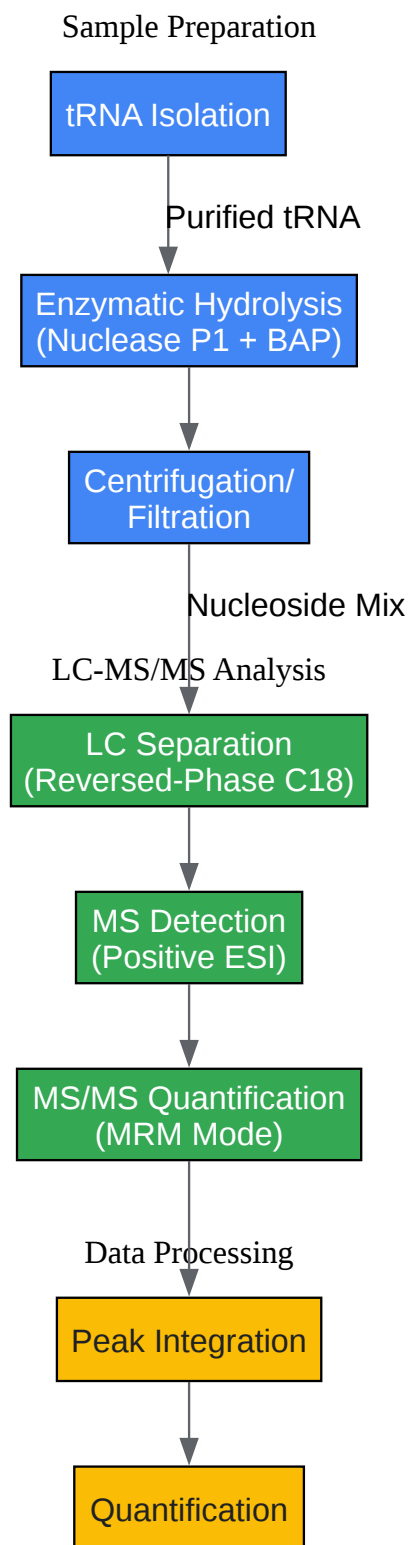 Sample Preparation
tRNA Isolation
Purified tRNA
Enzymatic Hydrolysis
(Nuclease P1 + BAP)
Centrifugation/
Filtration
Nucleoside Mix
LC-MS/MS Analysis
LC Separation
(Reversed-Phase C18)
MS Detection
(Positive ESI)
MS/MS Quantification
(MRM Mode)
Data Processing
Peak Integration
Quantification